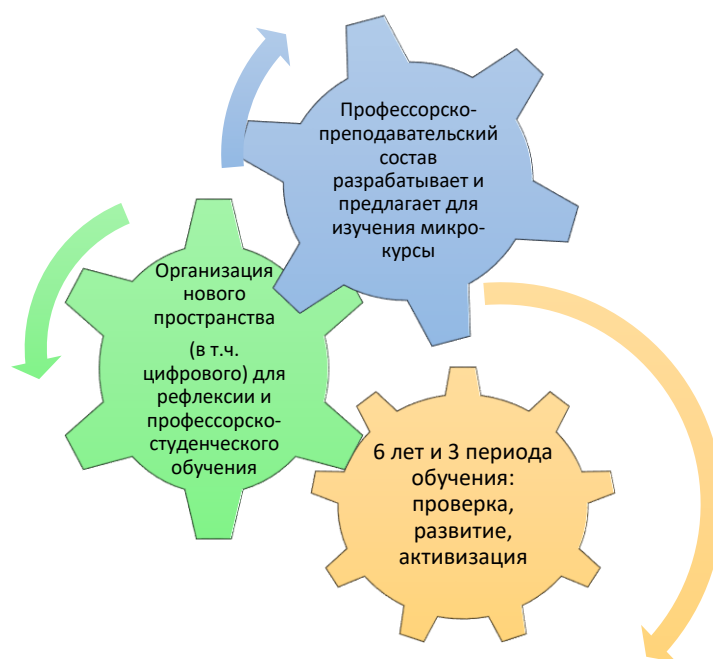 Профессорско-
преподавательский
состав
разрабатывает и
предлагает для
изучения микро-
курсы
Организация
нового
пространства
(в т.ч.
цифрового) для
рефлексии и
профессорско-
студенческого
обучения
6 лет и 3 периода
обучения:
проверка,
развитие,
активизация